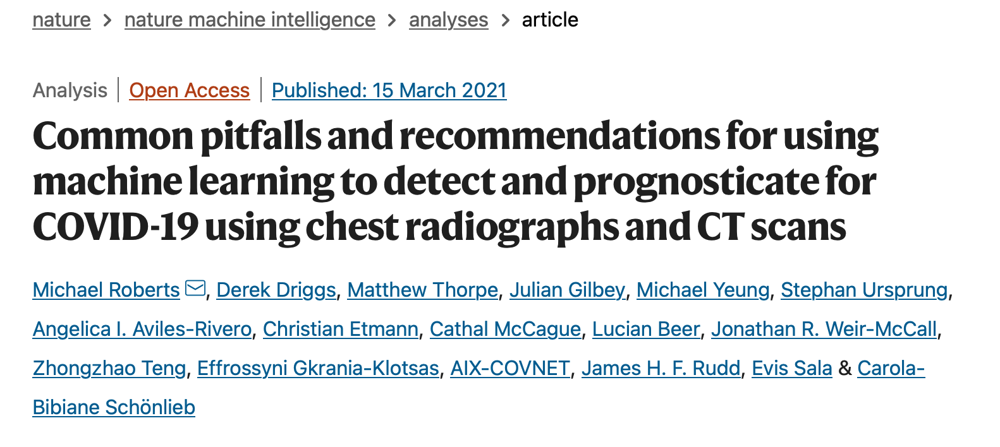 nature > nature machine intelligence > analyses > article
Analysis | Open Access | Published: 15 March 2021
Common pitfalls and recommendations for using
machine learning to detect and prognosticate for
COVID-19 using chest radiographs and CT scans
Michael Roberts, Derek Driggs, Matthew Thorpe, Julian Gilbey, Michael Yeung, Stephan Ursprung,
Angelica I. Aviles-Rivero, Christian Etmann, Cathal McCague, Lucian Beer, Jonathan R. Weir-McCall,
Zhongzhao Teng, Effrossyni Gkrania-Klotsas, AIX-COVNET, James H. F. Rudd, Evis Sala & Carola-
Bibiane Schönlieb